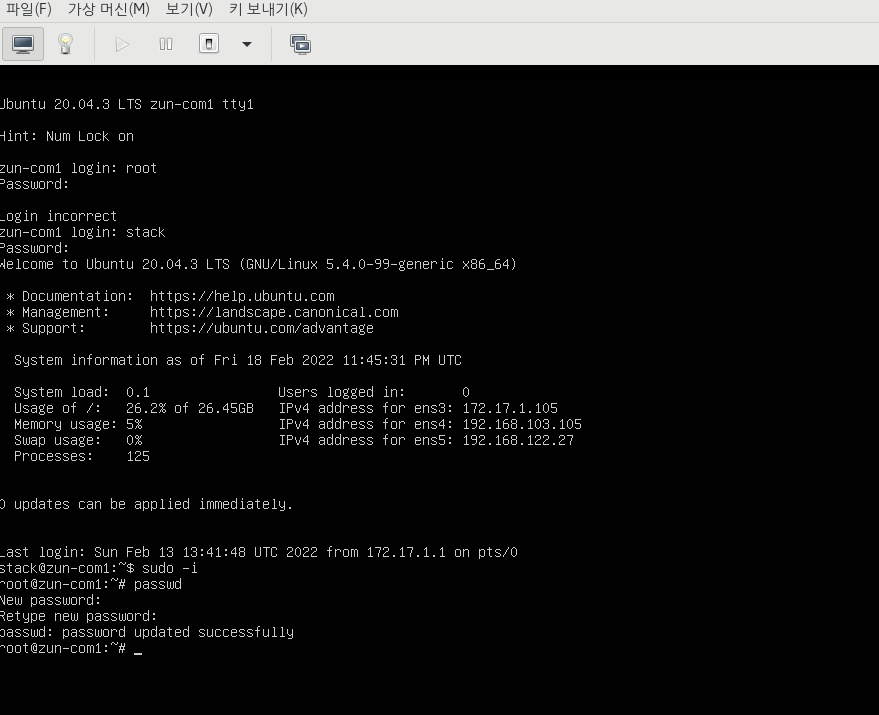 파일(F) 가상 머신(M) 보기(V) 키 보내기(K)
Ubuntu 20.04.3 LTS zun-com1 tty1
Hint: Num Lock on
zun-com1 login: root
Password:
Login incorrect
zun-com1 login: stack
Password:
Welcome to Ubuntu 20.04.3 LTS (GNU/Linux 5.4.0-99-generic x86_64)
* Documentation: https://help.ubuntu.com
* Management: https://landscape.canonical.com
* Support: https://ubuntu.com/advantage
System information as of Fri 18 Feb 2022 11:45:31 PM UTC
System load: 0.1 Users logged in: 0
Usage of /: 26.2% of 26.45GB IPv4 address for ens3: 172.17.1.105
Memory usage: 5% IPv4 address for ens4: 192.168.103.105
Swap usage: 0% IPv4 address for ens5: 192.168.122.27
Processes: 125
0 updates can be applied immediately.
Last login: Sun Feb 13 13:41:48 UTC 2022 from 172.17.1.1 on pts/0
stack@zun-com1:~$ sudo -i
root@zun-com1:~# passwd
New password:
Retype new password:
passwd: password updated successfully
root@zun-com1:~# _